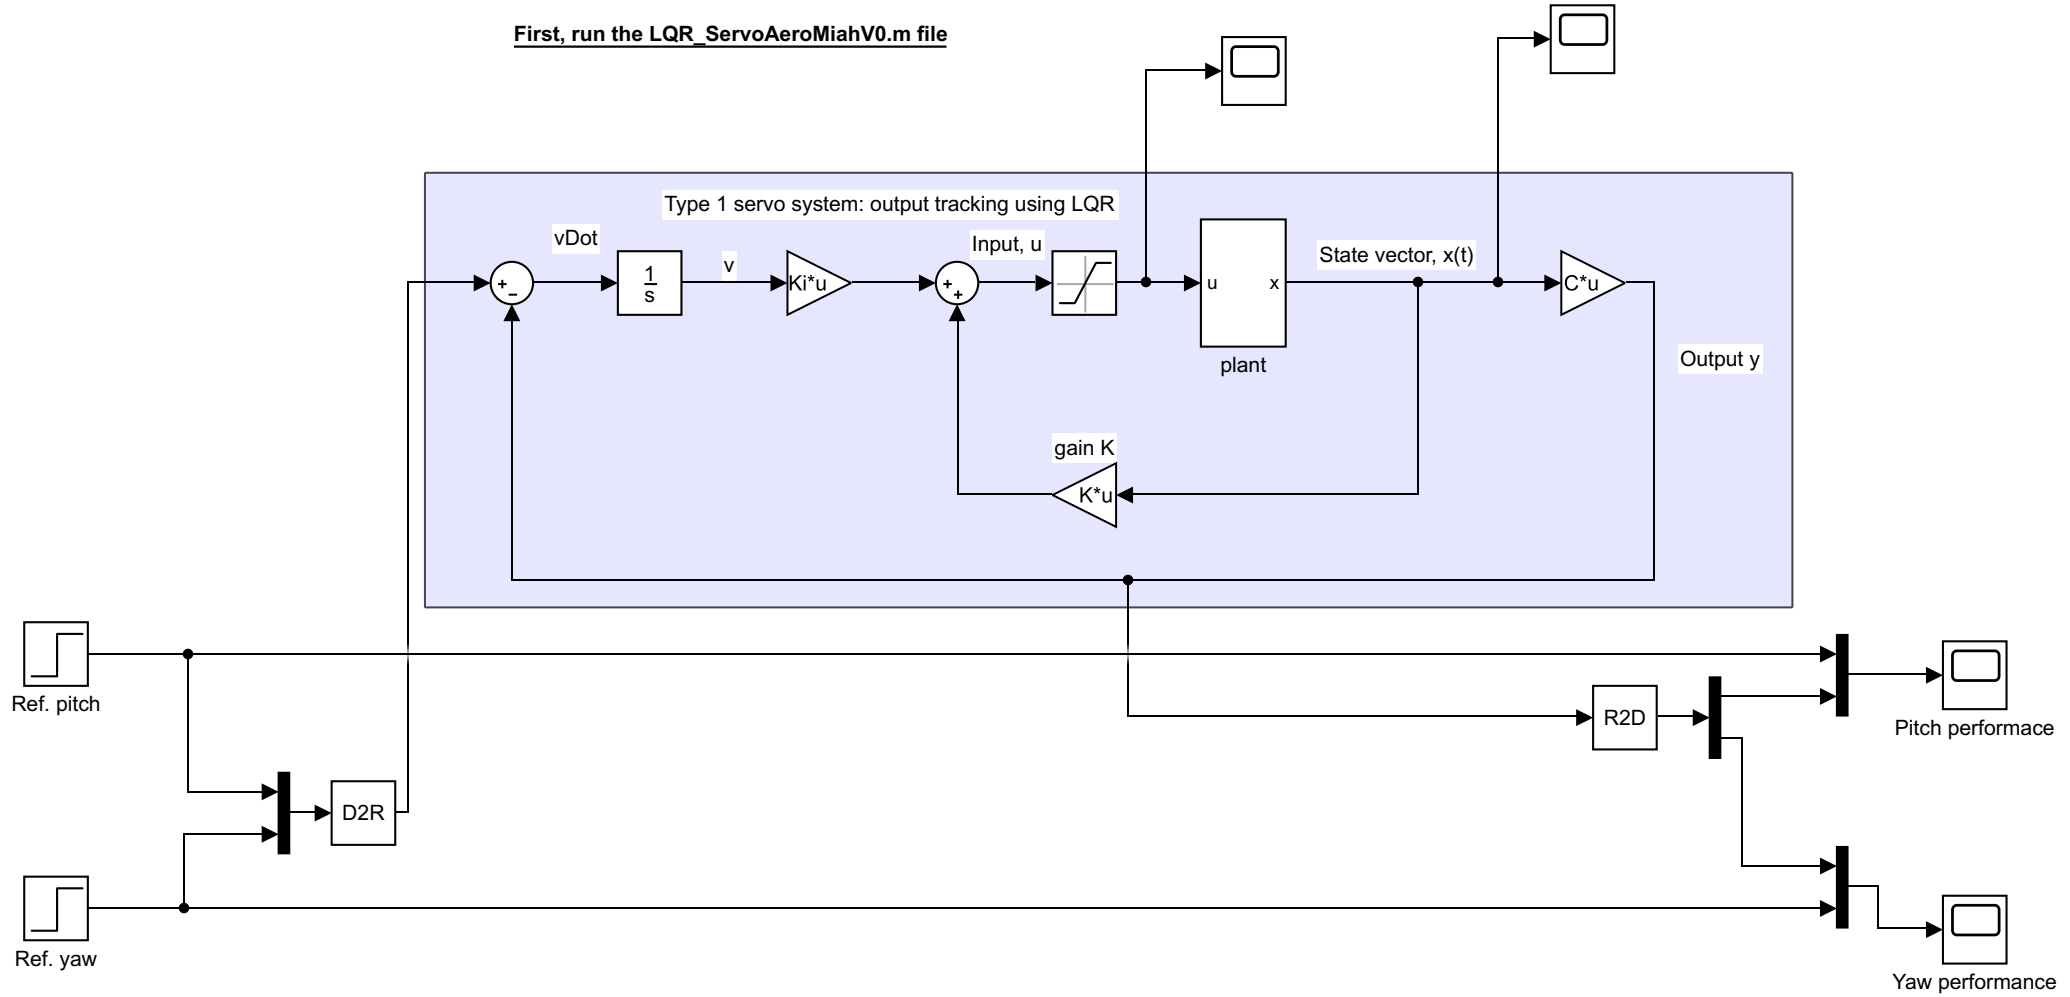 First, run the LQR_ServoAeroMiahV0.m file
Type 1 servo system: output tracking using LQR
vDot
v
Input, u
State vector, x(t)
+
−
1
s
Ki*u
+
+
u
x
C*u
plant
Output y
gain K
K*u
Ref. pitch
R2D
Pitch performace
D2R
Ref. yaw
Yaw performance